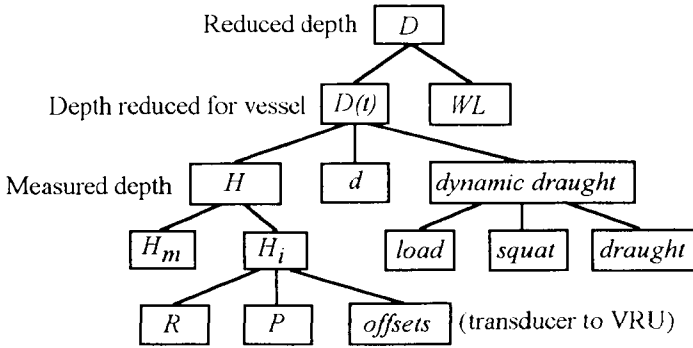 Reduced depth D
Depth reduced for vessel D(t) WL
Measured depth H d dynamic draught
Hm Hi load squat draught
R P offsets (transducer to VRU)